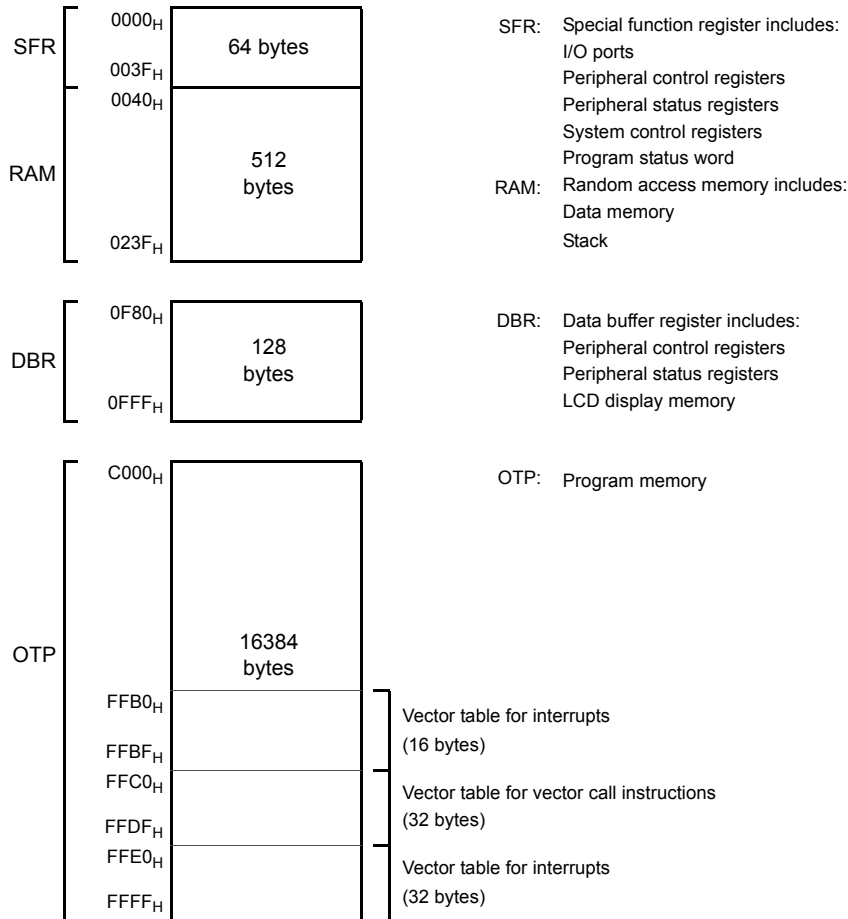 0000H
SFR
64 bytes
003FH
0040H
RAM
512
bytes
023FH
SFR: Special function register includes:
I/O ports
Peripheral control registers
Peripheral status registers
System control registers
Program status word
RAM: Random access memory includes:
Data memory
Stack
0F80H
DBR
128
bytes
0FFFH
DBR: Data buffer register includes:
Peripheral control registers
Peripheral status registers
LCD display memory
C000H
OTP: Program memory
OTP
16384
bytes
FFB0H
Vector table for interrupts
(16 bytes)
FFBFH
FFC0H
Vector table for vector call instructions
(32 bytes)
FFDFH
FFE0H
Vector table for interrupts
(32 bytes)
FFFFH